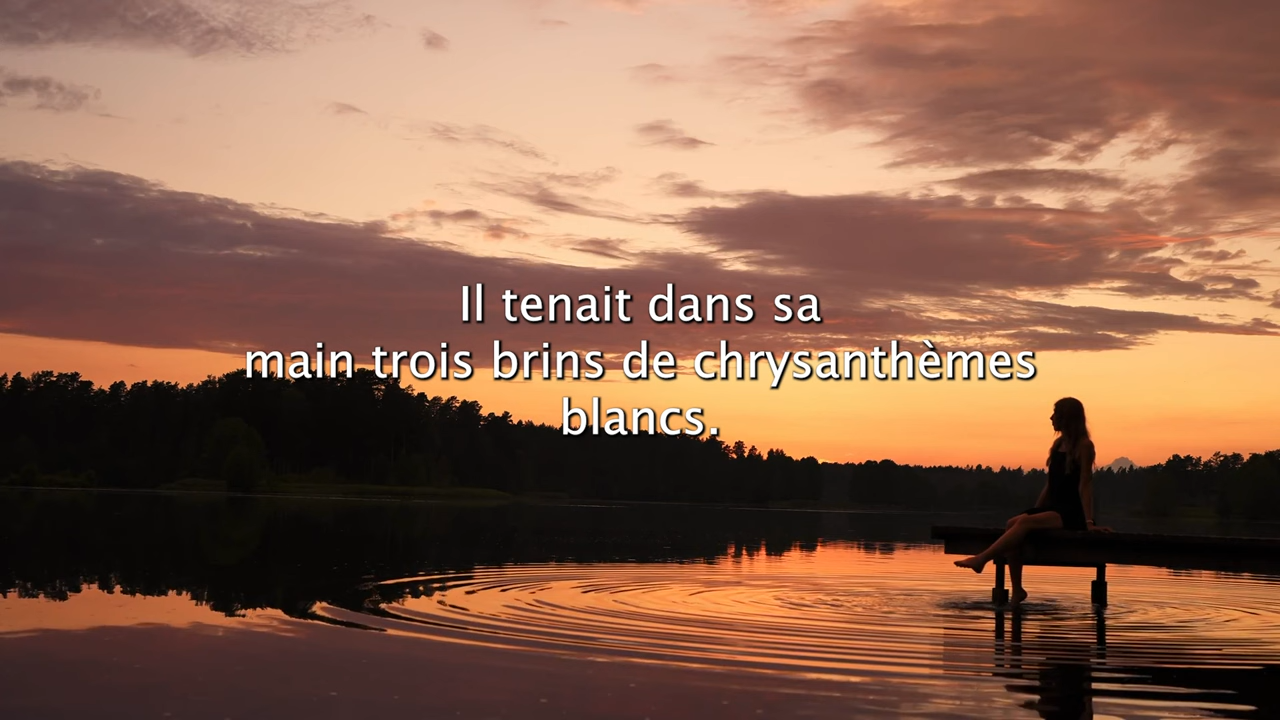 Il tenait dans sa
main trois brins de chrysanthèmes
blancs.